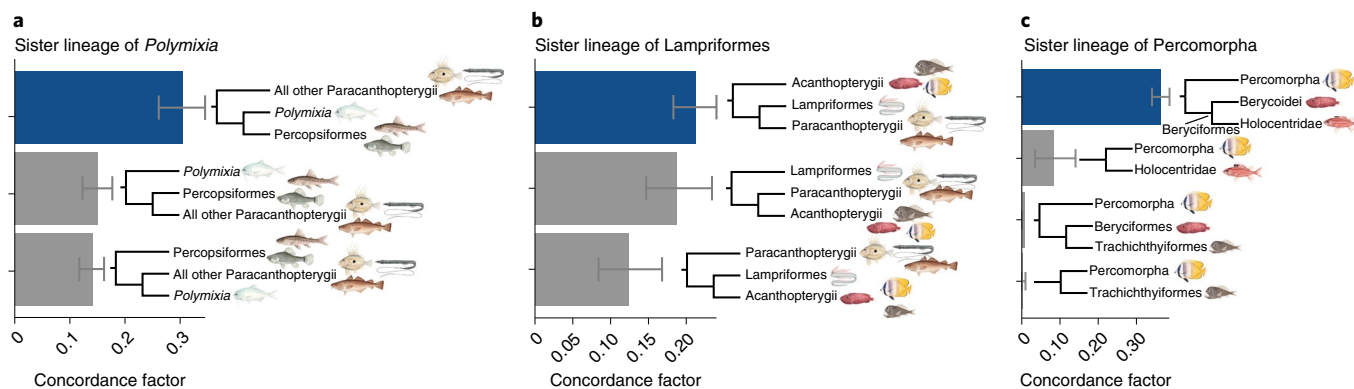 a
Sister lineage of Polymixia
All other Paracanthopterygii
Polymixia
Percopsiformes
Polymixia
Percopsiformes
All other Paracanthopterygii
Percopsiformes
All other Paracanthopterygii
Polymixia
0
0.1
0.2
0.3
Concordance factor
b
Sister lineage of Lampriformes
Acanthopterygii
Lampriformes
Paracanthopterygii
Lampriformes
Paracanthopterygii
Acanthopterygii
Paracanthopterygii
Lampriformes
Acanthopterygii
0
0.05
0.10
0.15
0.20
Concordance factor
c
Sister lineage of Percomorpha
Percomorpha
Berycoidei
Holocentridae
Beryciformes
Percomorpha
Holocentridae
Percomorpha
Beryciformes
Trachichthyiformes
Percomorpha
Trachichthyiformes
0
0.10
0.20
0.30
Concordance factor